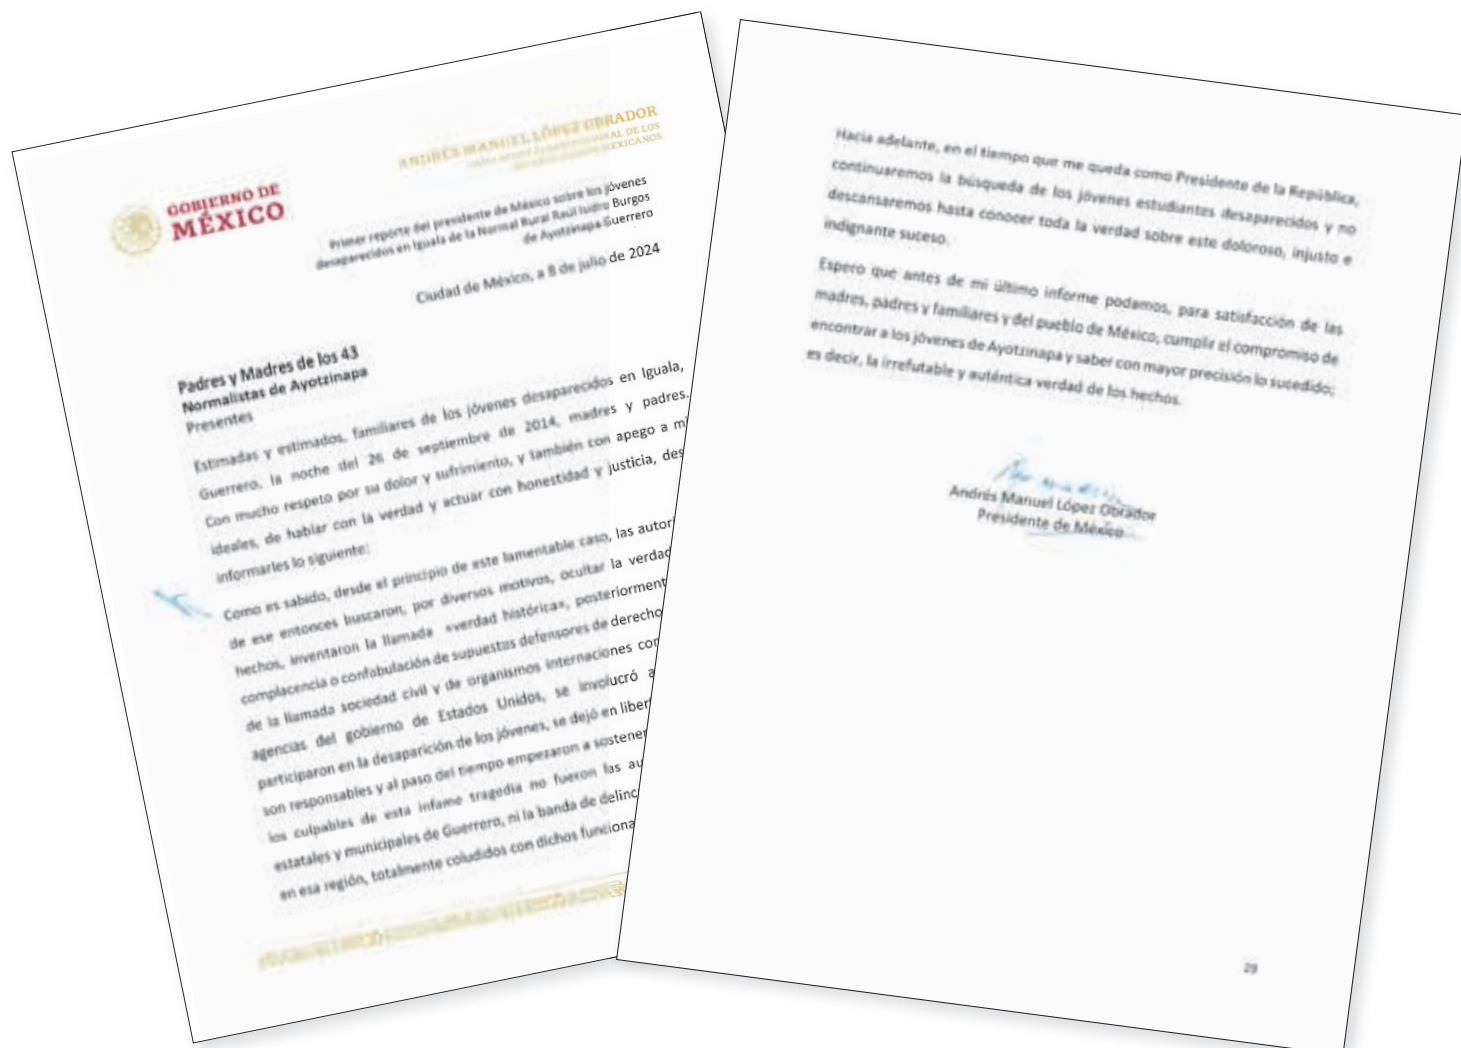 GOBIERNO DE
MÉXICO
ANDRÉS MANUEL LÓPEZ OBRADOR
MEXICANOS
Primer reporte del presidente de México sobre los jóvenes
desaparecidos en Iguala de la Normal Rural Raúl Isidro Burgos
de Ayotzinapa Guerrero
Ciudad de México, a 8 de julio de 2024
Padres y Madres de los 43
Normalistas de Ayotzinapa
Presentes
Estimadas y estimados, familiares de los jóvenes desaparecidos en Iguala,
Guerrero, la noche del 26 de septiembre de 2014, madres y padres.
Con mucho respeto por su dolor y sufrimiento, y también con apego a mi
ideales, de hablar con la verdad y actuar con honestidad y justicia, des
informarles lo siguiente:
Como es sabido, desde el principio de este lamentable caso, las autori
de ese entonces buscaron, por diversos motivos, ocultar la verdad
hechos, inventaron la llamada «verdad histórica», posteriorment
complacencia o confabulación de supuestos defensores de derecho
de la llamada sociedad civil y de organismos internaciones con
agencias del gobierno de Estados Unidos, se involucró a
participaron en la desaparición de los jóvenes, se dejó en libert
son responsables y al paso del tiempo empezaron a sostener
los culpables de esta infame tragedia no fueron las au
estatales y municipales de Guerrero, ni la banda de delinc
en esa región, totalmente coludidos con dichos funciona
Hacia adelante, en el tiempo que me queda como Presidente de la República,
continuaremos la búsqueda de los jóvenes estudiantes desaparecidos y no
descansaremos hasta conocer toda la verdad sobre este doloroso, injusto e
indignante suceso.
Espero que antes de mi último informe podamos, para satisfacción de las
madres, padres y familiares y del pueblo de México, cumplir el compromiso de
encontrar a los jóvenes de Ayotzinapa y saber con mayor precisión lo sucedido;
es decir, la irrefutable y auténtica verdad de los hechos.
Andrés Manuel López Obrador
Presidente de México
29